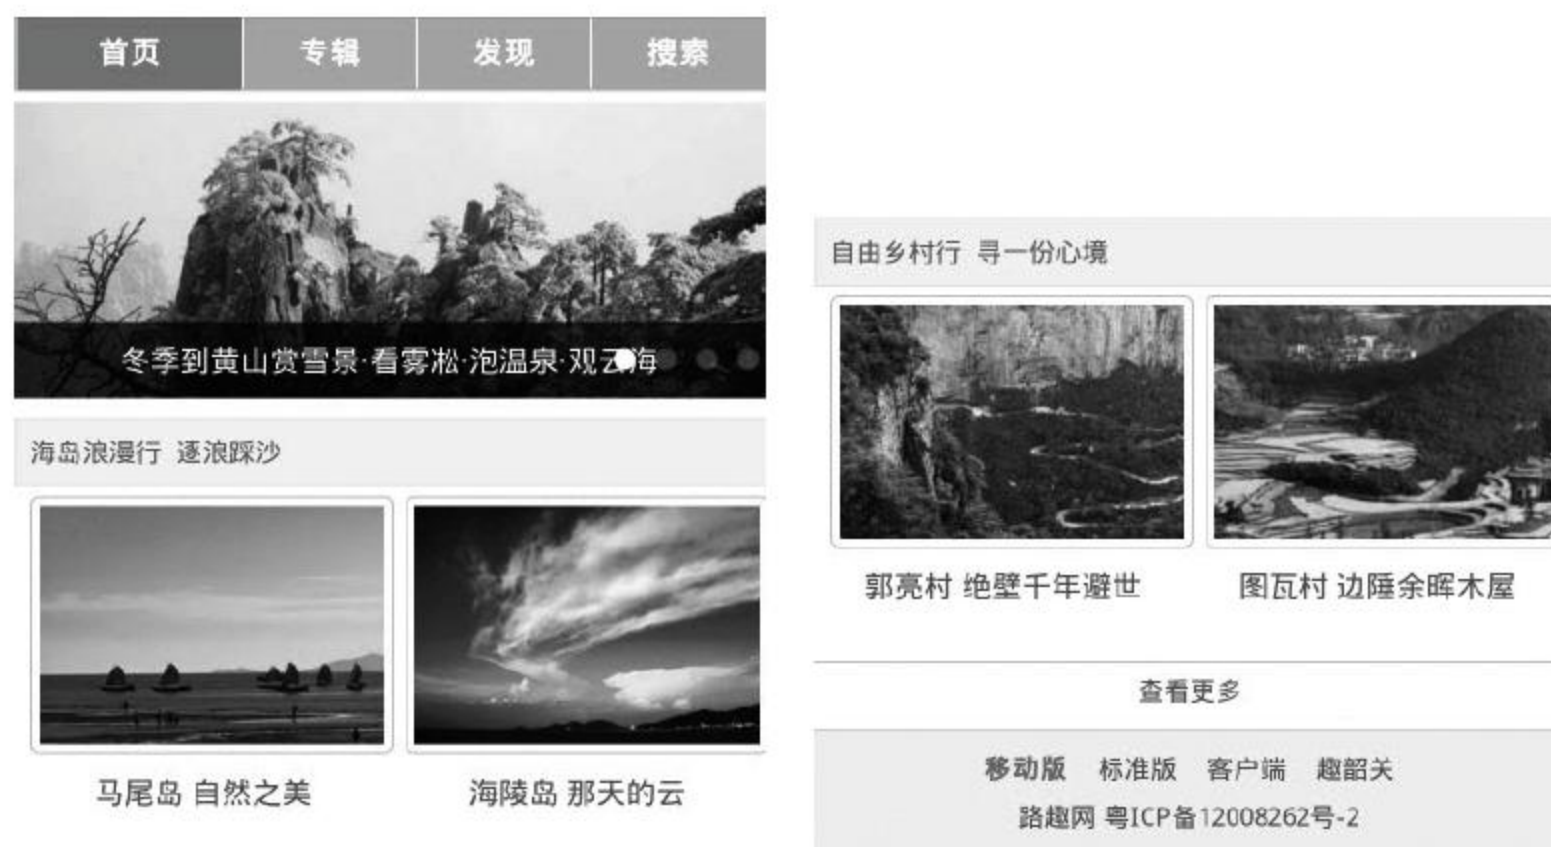 首页 专辑 发现 搜索
冬季到黄山赏雪景·看雾凇·泡温泉·观云海
海岛浪漫行 逐浪踩沙
马尾岛 自然之美 海陵岛 那天的云
自由乡村行 寻一份心境
郭亮村 绝壁千年避世 图瓦村 边陲余晖木屋
查看更多
移动版 标准版 客户端 趣韶关
路趣网 粤ICP备12008262号-2